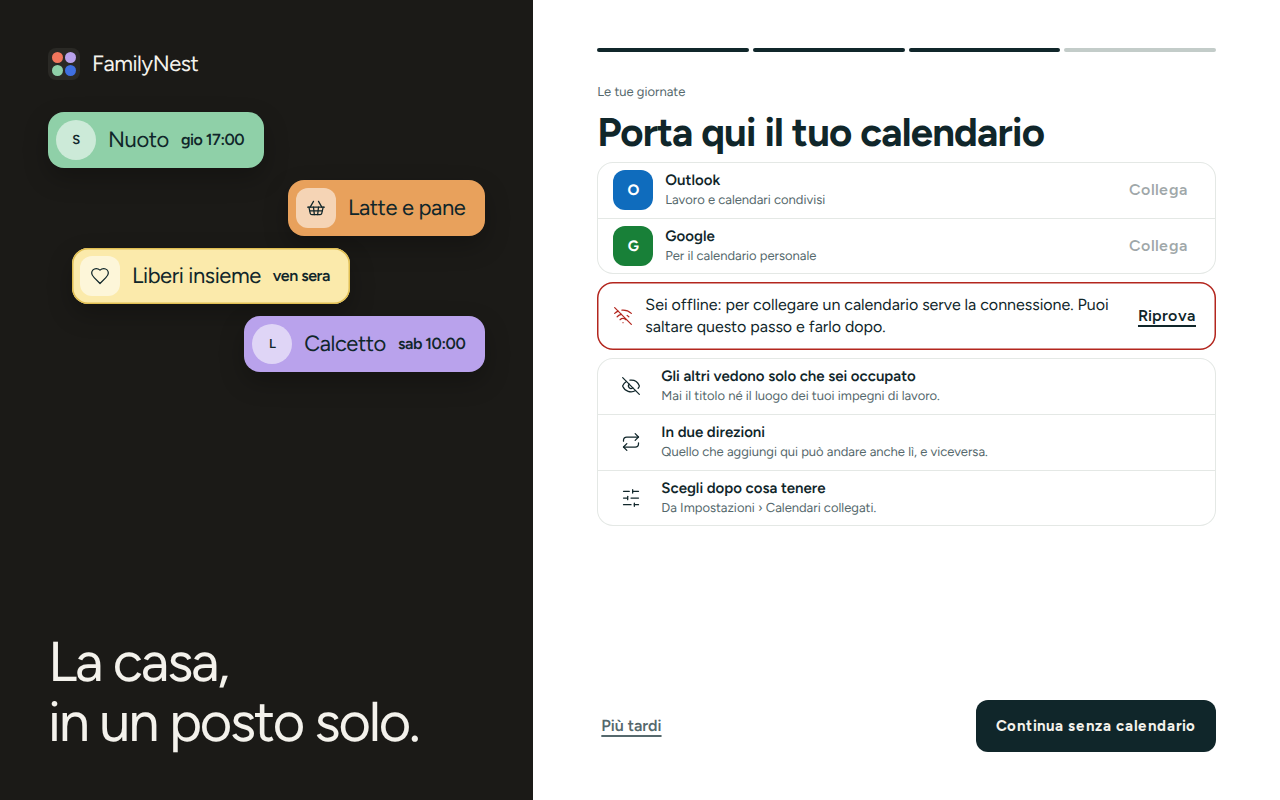 FamilyNest
S Nuoto gio 17:00
Latte e pane
Liberi insieme ven sera
L Calcetto sab 10:00
La casa,
in un posto solo.
Le tue giornate
Porta qui il tuo calendario
O Outlook Collega
Lavoro e calendari condivisi
G Google Collega
Per il calendario personale
Sei offline: per collegare un calendario serve la connessione. Puoi
saltare questo passo e farlo dopo.
Riprova
Gli altri vedono solo che sei occupato
Mai il titolo né il luogo dei tuoi impegni di lavoro.
In due direzioni
Quello che aggiungi qui può andare anche lì, e viceversa.
Scegli dopo cosa tenere
Da Impostazioni › Calendari collegati.
Più tardi
Continua senza calendario